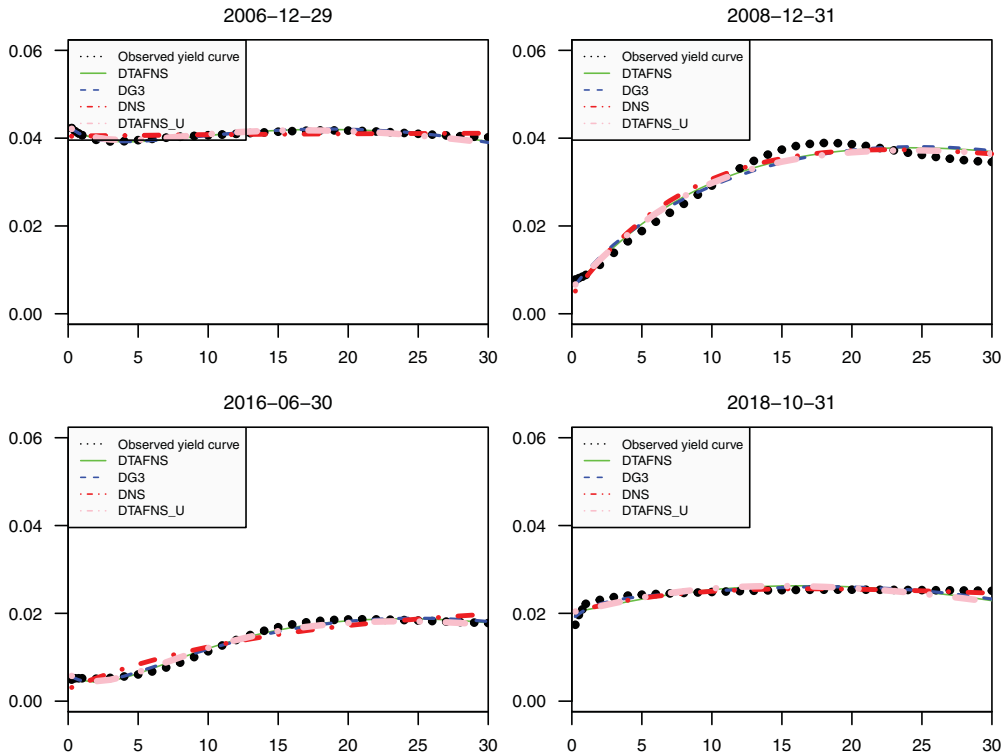 2006−12−29
0.06
0.04
0.02
0.00
Observed yield curve
DTAFNS
DG3
DNS
DTAFNS_U
0 5 10 15 20 25 30
2008−12−31
0.06
0.04
0.02
0.00
Observed yield curve
DTAFNS
DG3
DNS
DTAFNS_U
0 5 10 15 20 25 30
2016−06−30
0.06
0.04
0.02
0.00
Observed yield curve
DTAFNS
DG3
DNS
DTAFNS_U
0 5 10 15 20 25 30
2018−10−31
0.06
0.04
0.02
0.00
Observed yield curve
DTAFNS
DG3
DNS
DTAFNS_U
0 5 10 15 20 25 30